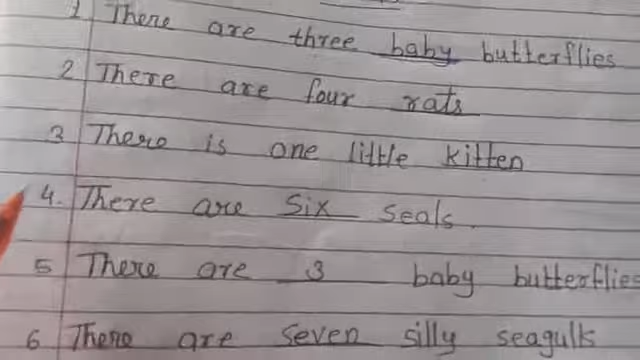 1 There are three baby butterflies
2 There are four rats
3 There is one little kitten
4. There are six seals.
5 There are 3 baby butterflies
6 There are seven silly seagulls